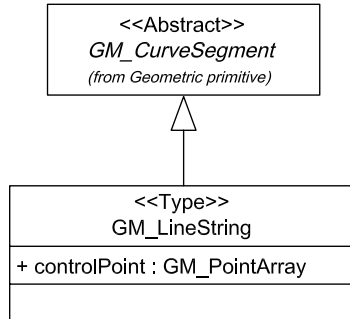 <<Abstract>>
GM_CurveSegment
(from Geometric primitive)
<<Type>>
GM_LineString
+ controlPoint : GM_PointArray